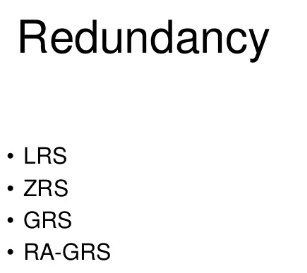 Redundancy
• LRS
• ZRS
• GRS
• RA-GRS